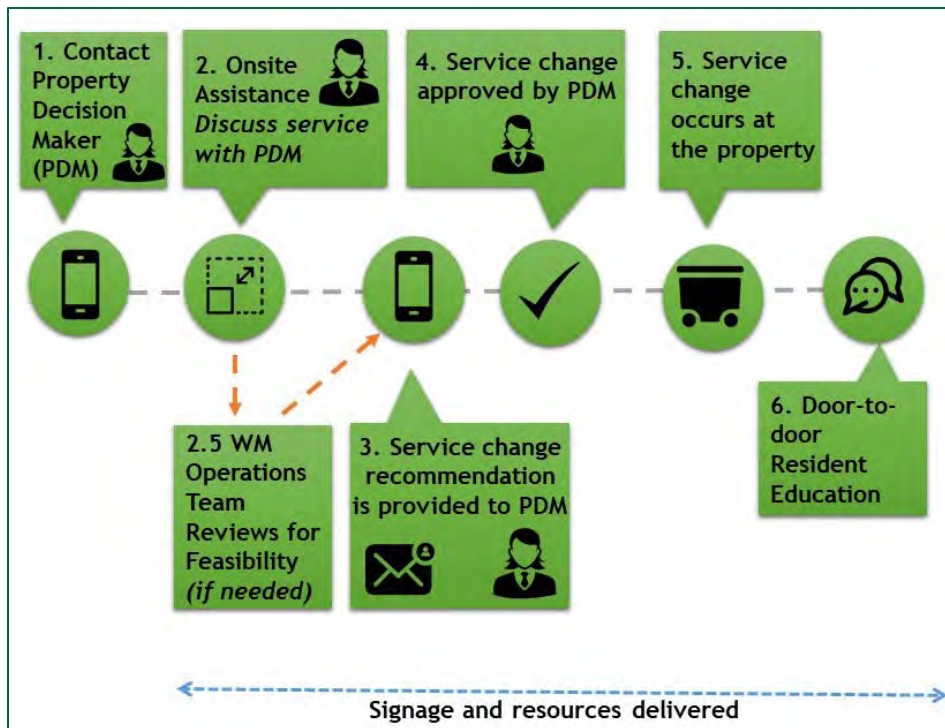 1. Contact
Property
Decision
Maker
(PDM)
2. Onsite
Assistance
Discuss service
with PDM
4. Service change
approved by PDM
5. Service
change
occurs at
the property
2.5 WM
Operations
Team
Reviews for
Feasibility
(if needed)
3. Service change
recommendation
is provided to PDM
6. Door-to-
door
Resident
Education
Signage and resources delivered